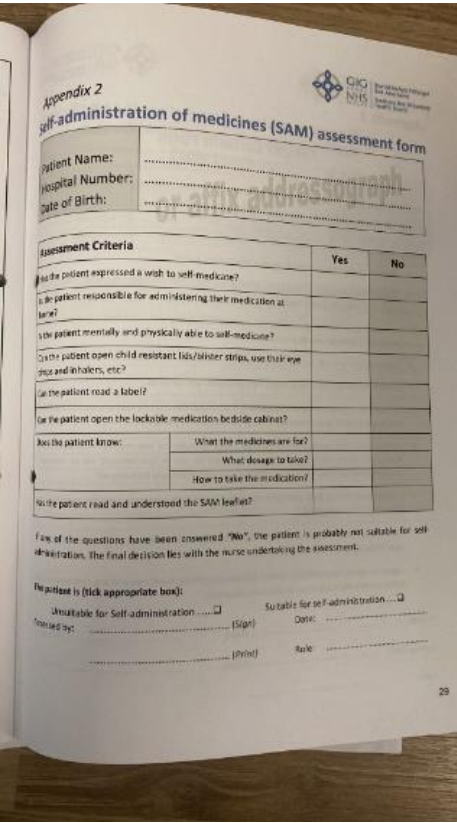 Appendix 2
GIG
NHS
Self-administration of medicines (SAM) assessment form
Patient Name:
Hospital Number:
Date of Birth:
or affix addressograph
Assessment Criteria
Yes
No
Has the patient expressed a wish to self-medicate?
Is the patient responsible for administering their medication at
home?
Is the patient mentally and physically able to self-medicate?
Can the patient open child resistant lids/blister strips, use their eye
drops and inhalers, etc?
Can the patient read a label?
Can the patient open the lockable medication bedside cabinet?
Does the patient know:
What the medicines are for?
What dosage to take?
How to take the medication?
Has the patient read and understood the SAM leaflet?
If any of the questions have been answered "No", the patient is probably not suitable for self-
administration. The final decision lies with the nurse undertaking the assessment.
The patient is (tick appropriate box):
Unsuitable for Self-administration ....
Suitable for self-administration ....
Assessed by: (Sign)
Date:
(Print)
Role:
29